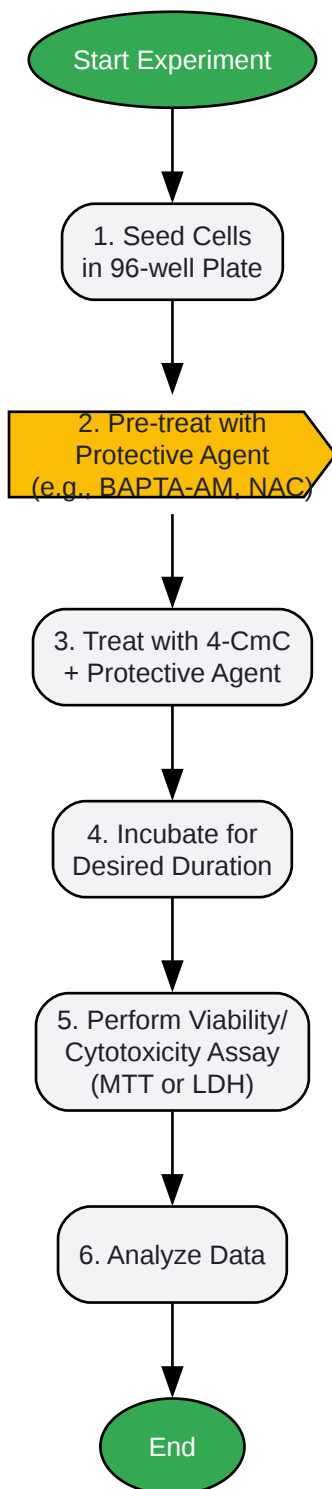 Start Experiment
1. Seed Cells
in 96-well Plate
2. Pre-treat with
Protective Agent
(e.g., BAPTA-AM, NAC)
3. Treat with 4-CmC
+ Protective Agent
4. Incubate for
Desired Duration
5. Perform Viability/
Cytotoxicity Assay
(MTT or LDH)
6. Analyze Data
End